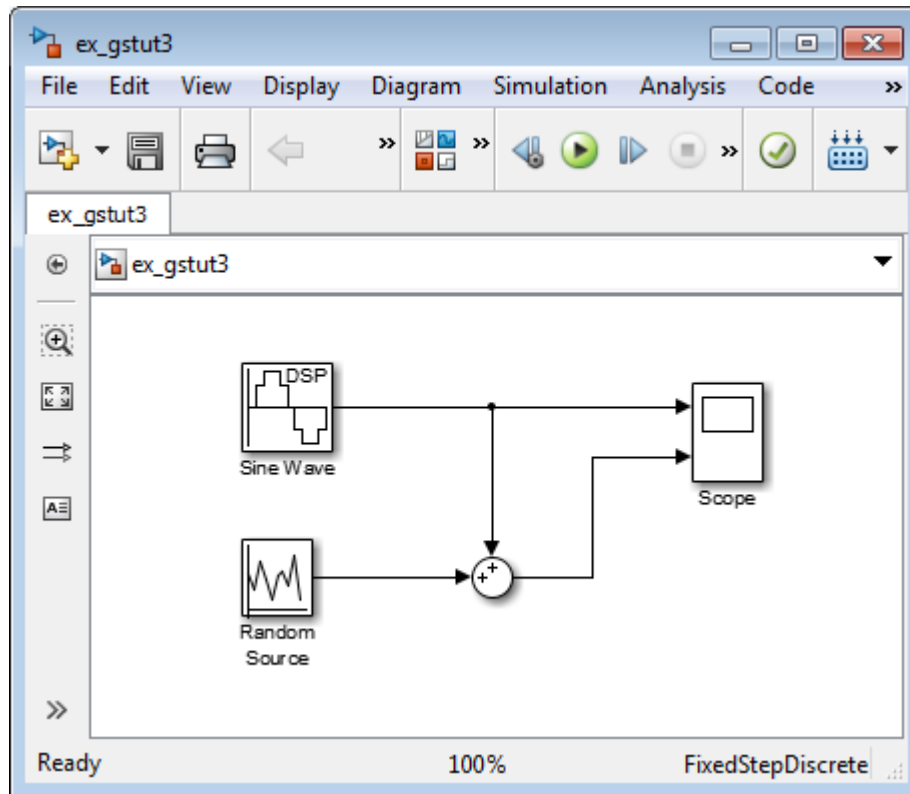 ex_gstut3
File Edit View Display Diagram Simulation Analysis Code »
ex_gstut3
ex_gstut3
DSP
Sine Wave
Scope
Random
Source
Ready 100% FixedStepDiscrete